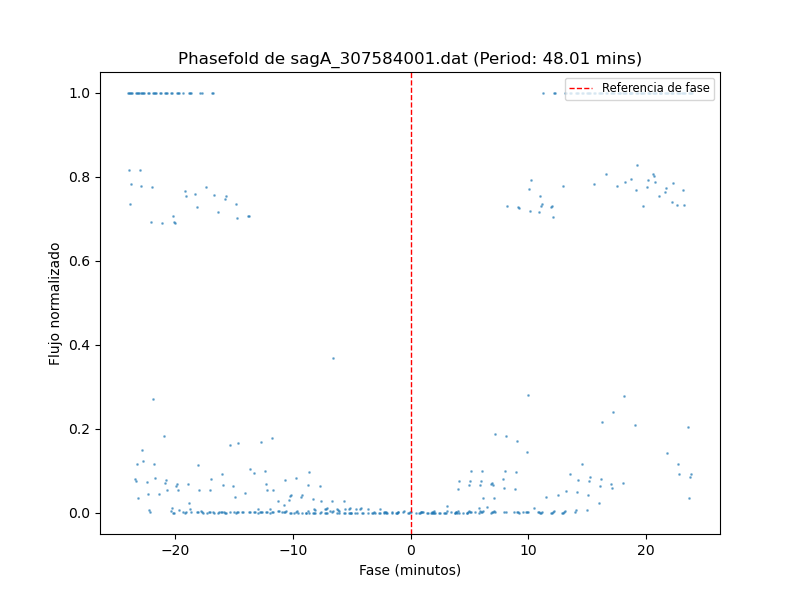 Phasefold de sagA_307584001.dat (Period: 48.01 mins)
Referencia de fase
Flujo normalizado
1.0
0.8
0.6
0.4
0.2
0.0
−20
−10
0
10
20
Fase (minutos)